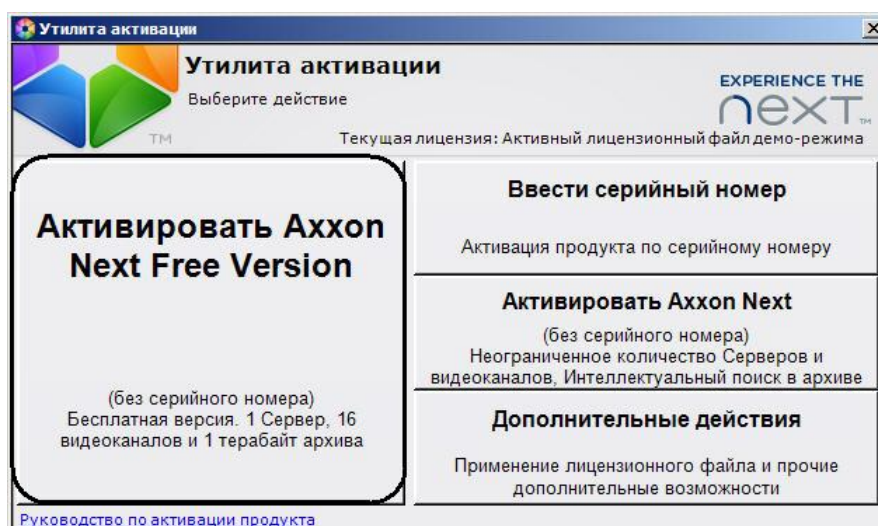 Утилита активации
Утилита активации
Выберите действие
EXPERIENCE THE
next™
TM
Текущая лицензия: Активный лицензионный файл демо-режима
Активировать Axxon
Next Free Version
(без серийного номера)
Бесплатная версия. 1 Сервер, 16
видеоканалов и 1 терабайт архива
Ввести серийный номер
Активация продукта по серийному номеру
Активировать Axxon Next
(без серийного номера)
Неограниченное количество Серверов и
видеоканалов, Интеллектуальный поиск в архиве
Дополнительные действия
Применение лицензионного файла и прочие
дополнительные возможности
Руководство по активации продукта